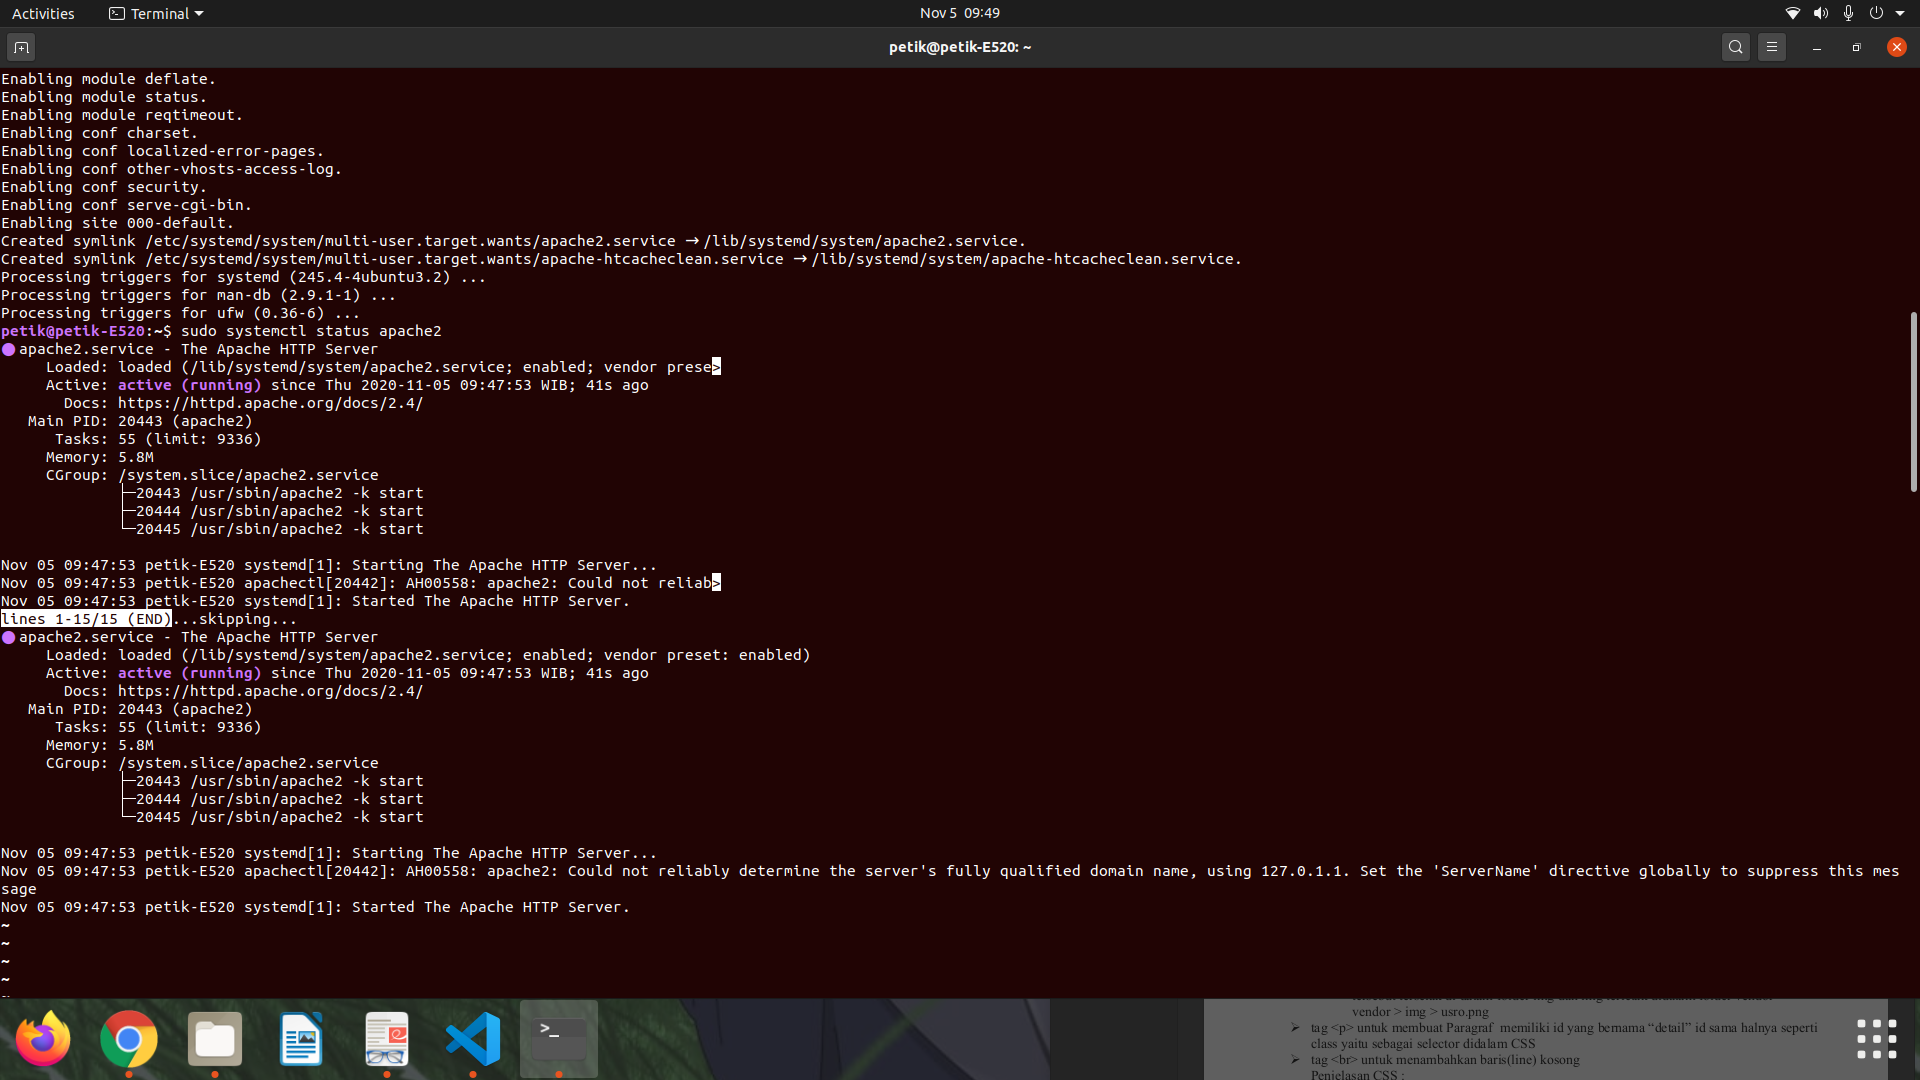 Activities
Terminal
Nov 5 09:49
petik@petik-E520: ~
Enabling module deflate.
Enabling module status.
Enabling module reqtimeout.
Enabling conf charset.
Enabling conf localized-error-pages.
Enabling conf other-vhosts-access-log.
Enabling conf security.
Enabling conf serve-cgi-bin.
Enabling site 000-default.
Created symlink /etc/systemd/system/multi-user.target.wants/apache2.service → /lib/systemd/system/apache2.service.
Created symlink /etc/systemd/system/multi-user.target.wants/apache-htcacheclean.service → /lib/systemd/system/apache-htcacheclean.service.
Processing triggers for systemd (245.4-4ubuntu3.2) ...
Processing triggers for man-db (2.9.1-1) ...
Processing triggers for ufw (0.36-6) ...
petik@petik-E520:~$ sudo systemctl status apache2
● apache2.service - The Apache HTTP Server
Loaded: loaded (/lib/systemd/system/apache2.service; enabled; vendor prese>
Active: active (running) since Thu 2020-11-05 09:47:53 WIB; 41s ago
Docs: https://httpd.apache.org/docs/2.4/
Main PID: 20443 (apache2)
Tasks: 55 (limit: 9336)
Memory: 5.8M
CGroup: /system.slice/apache2.service
├─20443 /usr/sbin/apache2 -k start
├─20444 /usr/sbin/apache2 -k start
└─20445 /usr/sbin/apache2 -k start
Nov 05 09:47:53 petik-E520 systemd[1]: Starting The Apache HTTP Server...
Nov 05 09:47:53 petik-E520 apachectl[20442]: AH00558: apache2: Could not reliab>
Nov 05 09:47:53 petik-E520 systemd[1]: Started The Apache HTTP Server.
lines 1-15/15 (END)...skipping...
● apache2.service - The Apache HTTP Server
Loaded: loaded (/lib/systemd/system/apache2.service; enabled; vendor preset: enabled)
Active: active (running) since Thu 2020-11-05 09:47:53 WIB; 41s ago
Docs: https://httpd.apache.org/docs/2.4/
Main PID: 20443 (apache2)
Tasks: 55 (limit: 9336)
Memory: 5.8M
CGroup: /system.slice/apache2.service
├─20443 /usr/sbin/apache2 -k start
├─20444 /usr/sbin/apache2 -k start
└─20445 /usr/sbin/apache2 -k start
Nov 05 09:47:53 petik-E520 systemd[1]: Starting The Apache HTTP Server...
Nov 05 09:47:53 petik-E520 apachectl[20442]: AH00558: apache2: Could not reliably determine the server's fully qualified domain name, using 127.0.1.1. Set the 'ServerName' directive globally to suppress this mes
sage
Nov 05 09:47:53 petik-E520 systemd[1]: Started The Apache HTTP Server.
~
~
~
~
vendor > img > usro.png
➢ tag <p> untuk membuat Paragraf memiliki id yang bernama “detail” id sama halnya seperti
class yaitu sebagai selector didalam CSS
➢ tag <br> untuk menambahkan baris(line) kosong
Penjelasan CSS :